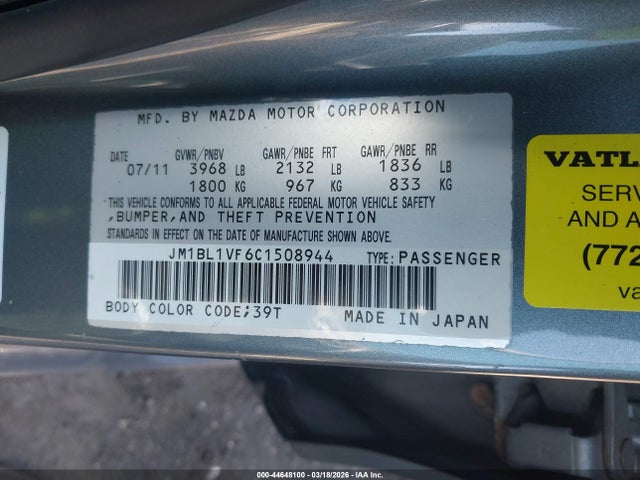 MFD. BY MAZDA MOTOR CORPORATION
DATE GVWR/PNBV GAWR/PNBE FRT GAWR/PNBE RR
07/11 3968 LB 2132 LB 1836 LB
1800 KG 967 KG 833 KG
THIS VEHICLE CONFORMS TO ALL APPLICABLE FEDERAL MOTOR VEHICLE SAFETY
,BUMPER,AND THEFT PREVENTION
STANDARDS IN EFFECT ON THE DATE OF MANUFACTURE SHOWN ABOVE.
JM1BL1VF6C1508944 TYPE:PASSENGER
BODY COLOR CODE;39T MADE IN JAPAN
VATL
SERV
AND A
(772
va
000-44648100 - 03/18/2026 - IAA, Inc.